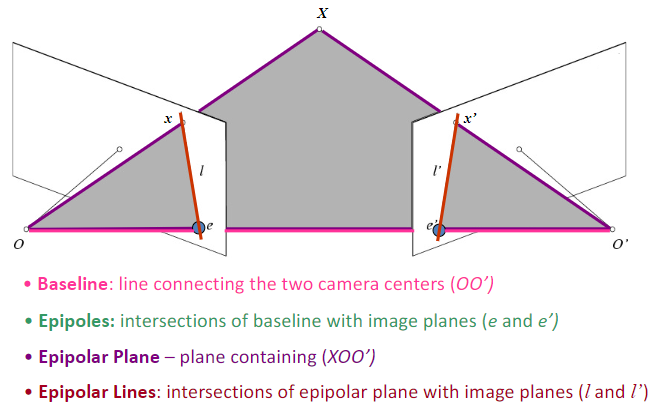 X
x
x'
l
l'
e
e'
O
O'
• Baseline: line connecting the two camera centers (OO')
• Epipoles: intersections of baseline with image planes (e and e')
• Epipolar Plane – plane containing (XOO')
• Epipolar Lines: intersections of epipolar plane with image planes (l and l')